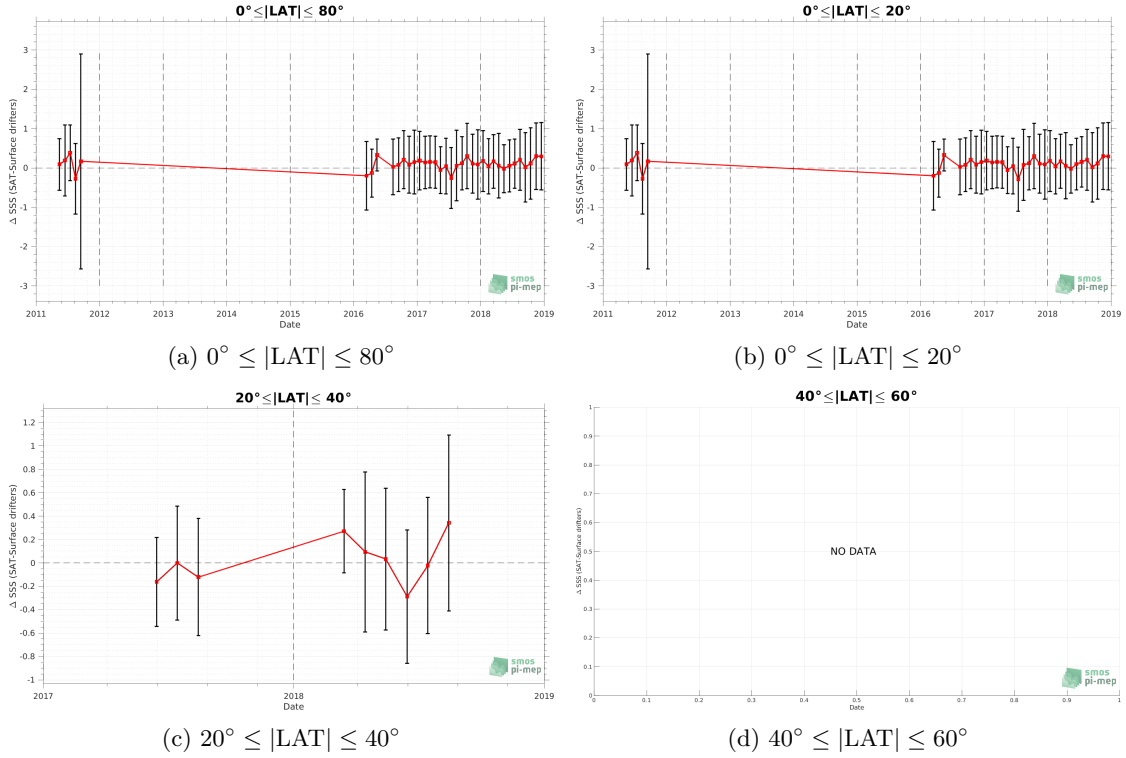 0°≤|LAT|≤ 80°
Δ SSS (SAT-Surface drifters)
3
2
1
0
-1
-2
-3
2011 2012 2013 2014 2015 2016 2017 2018 2019
Date
smos
pi-mep
(a) 0° ≤ |LAT| ≤ 80°
0°≤|LAT|≤ 20°
Δ SSS (SAT-Surface drifters)
3
2
1
0
-1
-2
-3
2011 2012 2013 2014 2015 2016 2017 2018 2019
Date
smos
pi-mep
(b) 0° ≤ |LAT| ≤ 20°
20°≤|LAT|≤ 40°
Δ SSS (SAT-Surface drifters)
1.2
1
0.8
0.6
0.4
0.2
0
-0.2
-0.4
-0.6
-0.8
-1
2017 2018 2019
Date
smos
pi-mep
(c) 20° ≤ |LAT| ≤ 40°
40°≤|LAT|≤ 60°
Δ SSS (SAT-Surface drifters)
1
0.9
0.8
0.7
0.6
0.5
0.4
0.3
0.2
0.1
0
NO DATA
0 0.1 0.2 0.3 0.4 0.5 0.6 0.7 0.8 0.9 1
Date
smos
pi-mep
(d) 40° ≤ |LAT| ≤ 60°